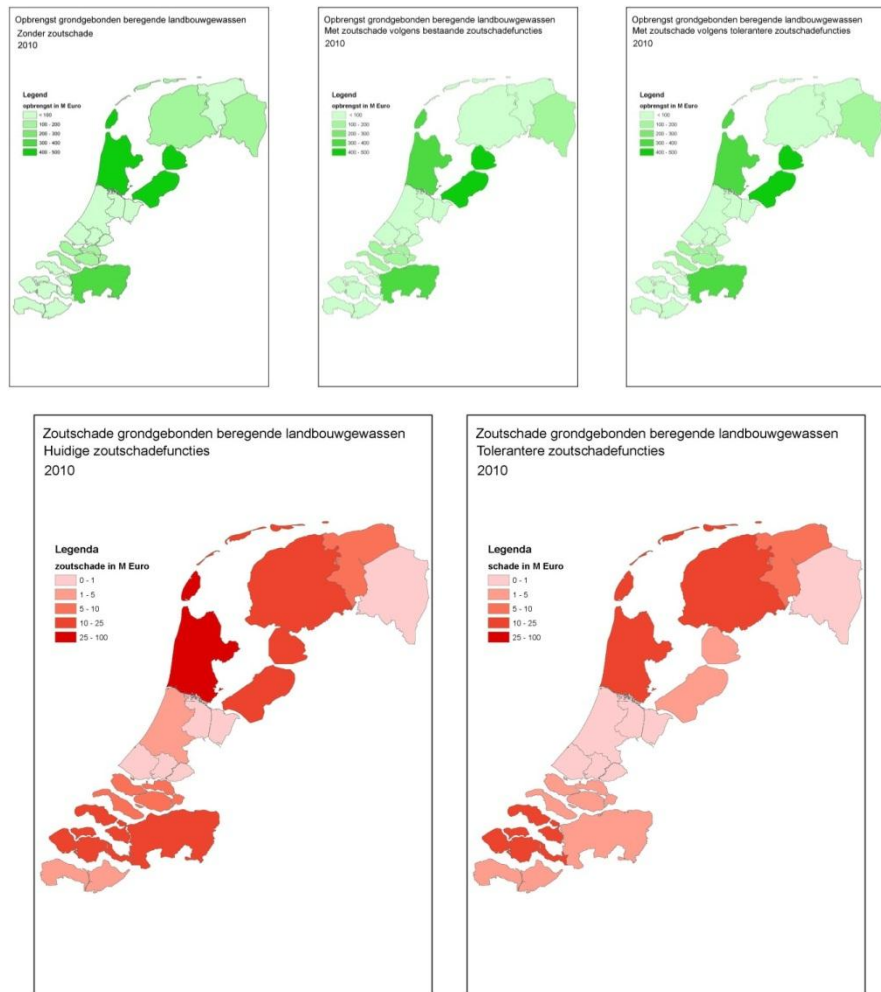 Opbrengst grondgebonden beregende landbouwgewassen
Zonder zoutschade
2010
Legend
opbrengst in M Euro
< 100
100 - 200
200 - 300
300 - 400
400 - 500
Opbrengst grondgebonden beregende landbouwgewassen
Met zoutschade volgens bestaande zoutschadefuncties
2010
Legend
opbrengst in M Euro
< 100
100 - 200
200 - 300
300 - 400
400 - 500
Opbrengst grondgebonden beregende landbouwgewassen
Met zoutschade volgens tolerantere zoutschadefuncties
2010
Legend
opbrengst in M Euro
< 100
100 - 200
200 - 300
300 - 400
400 - 500
Zoutschade grondgebonden beregende landbouwgewassen
Huidige zoutschadefuncties
2010
Legenda
zoutschade in M Euro
0 - 1
1 - 5
5 - 10
10 - 25
25 - 100
Zoutschade grondgebonden beregende landbouwgewassen
Tolerantere zoutschadefuncties
2010
Legenda
schade in M Euro
0 - 1
1 - 5
5 - 10
10 - 25
25 - 100